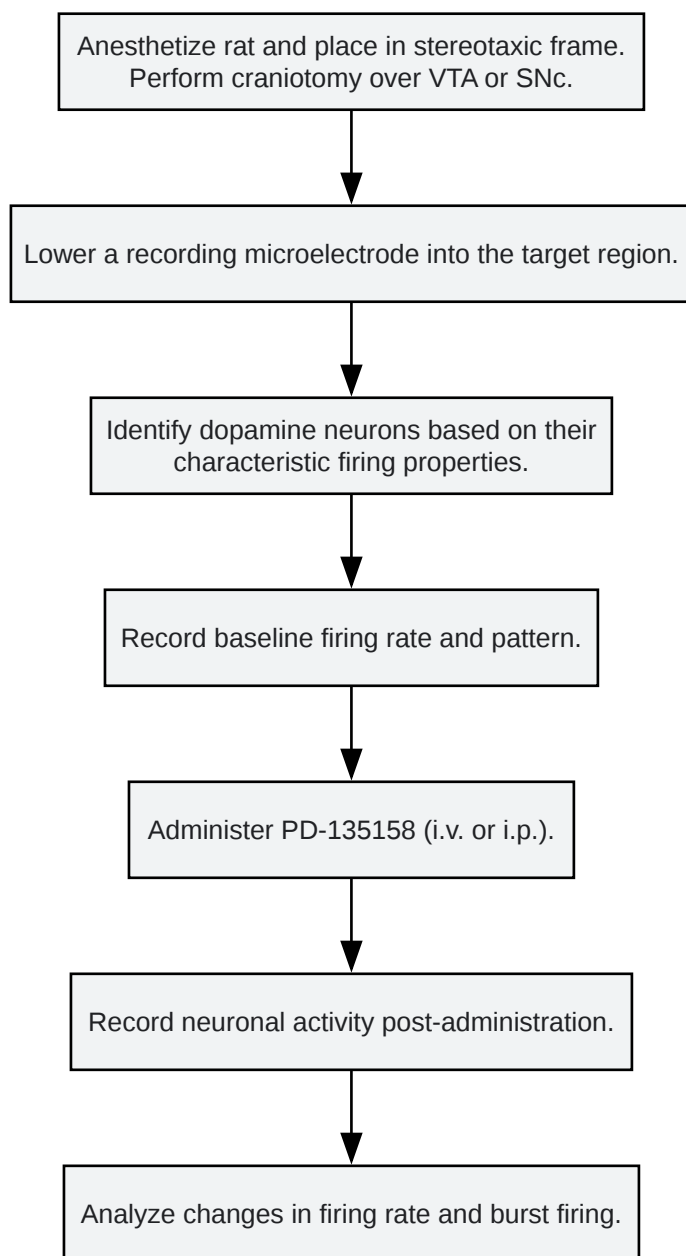 Anesthetize rat and place in stereotaxic frame.
Perform craniotomy over VTA or SNc.
Lower a recording microelectrode into the target region.
Identify dopamine neurons based on their
characteristic firing properties.
Record baseline firing rate and pattern.
Administer PD-135158 (i.v. or i.p.).
Record neuronal activity post-administration.
Analyze changes in firing rate and burst firing.